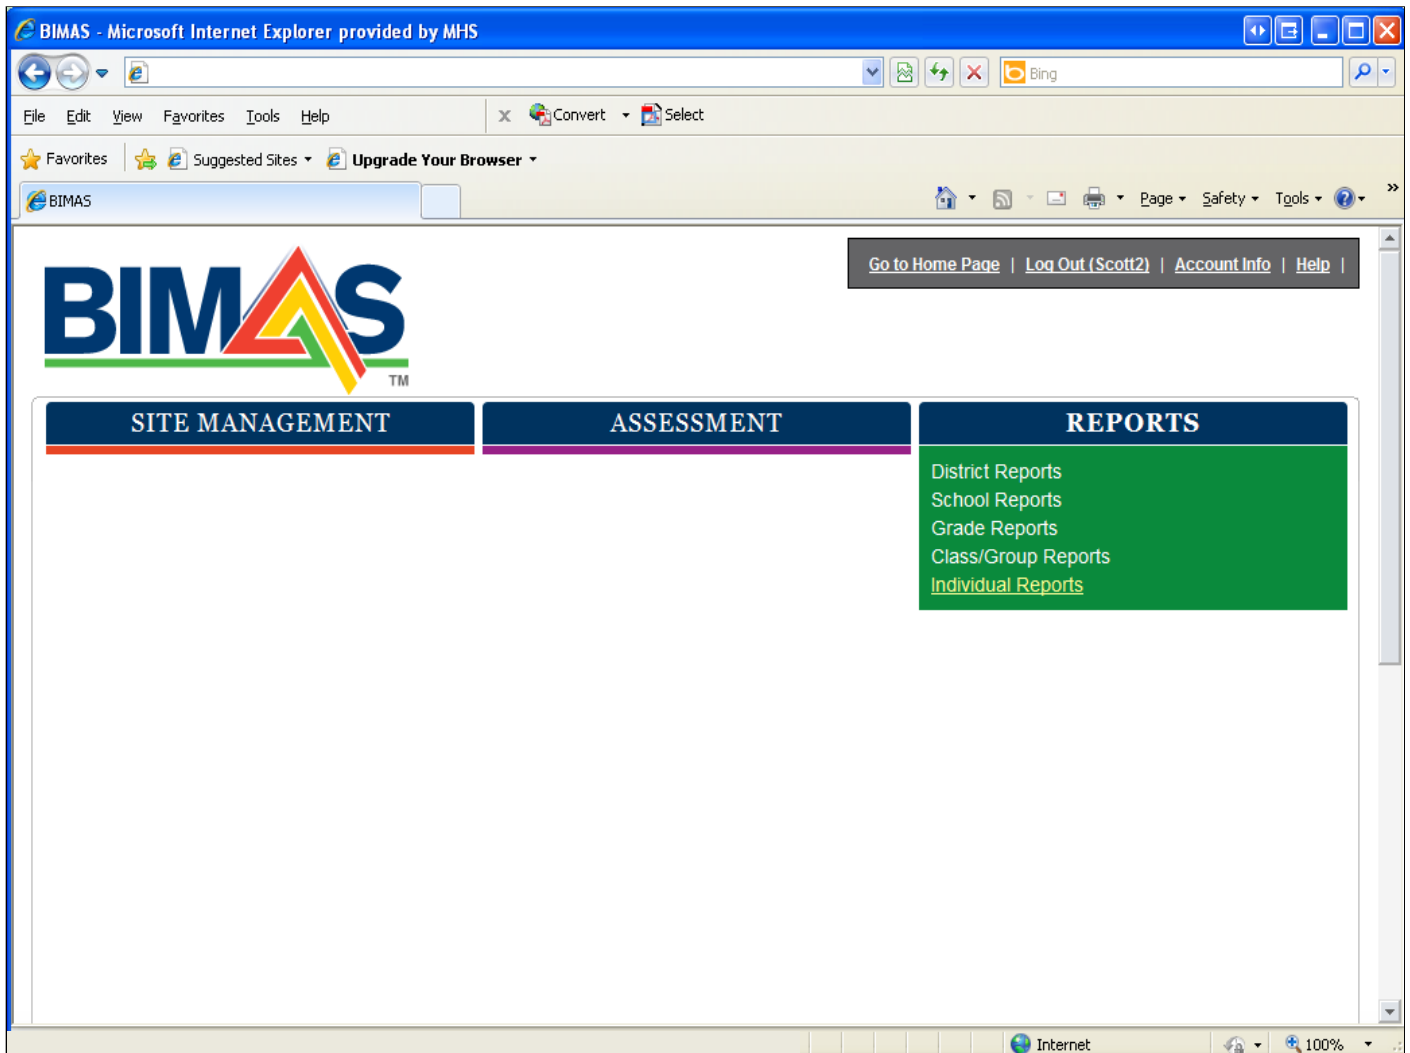 BIMAS - Microsoft Internet Explorer provided by MHS
Bing
File Edit View Favorites Tools Help x Convert Select
Favorites Suggested Sites Upgrade Your Browser
BIMAS Page Safety Tools »
Go to Home Page | Log Out (Scott2) | Account Info | Help |
BIMAS TM
SITE MANAGEMENT ASSESSMENT REPORTS
District Reports
School Reports
Grade Reports
Class/Group Reports
Individual Reports
Internet 100%